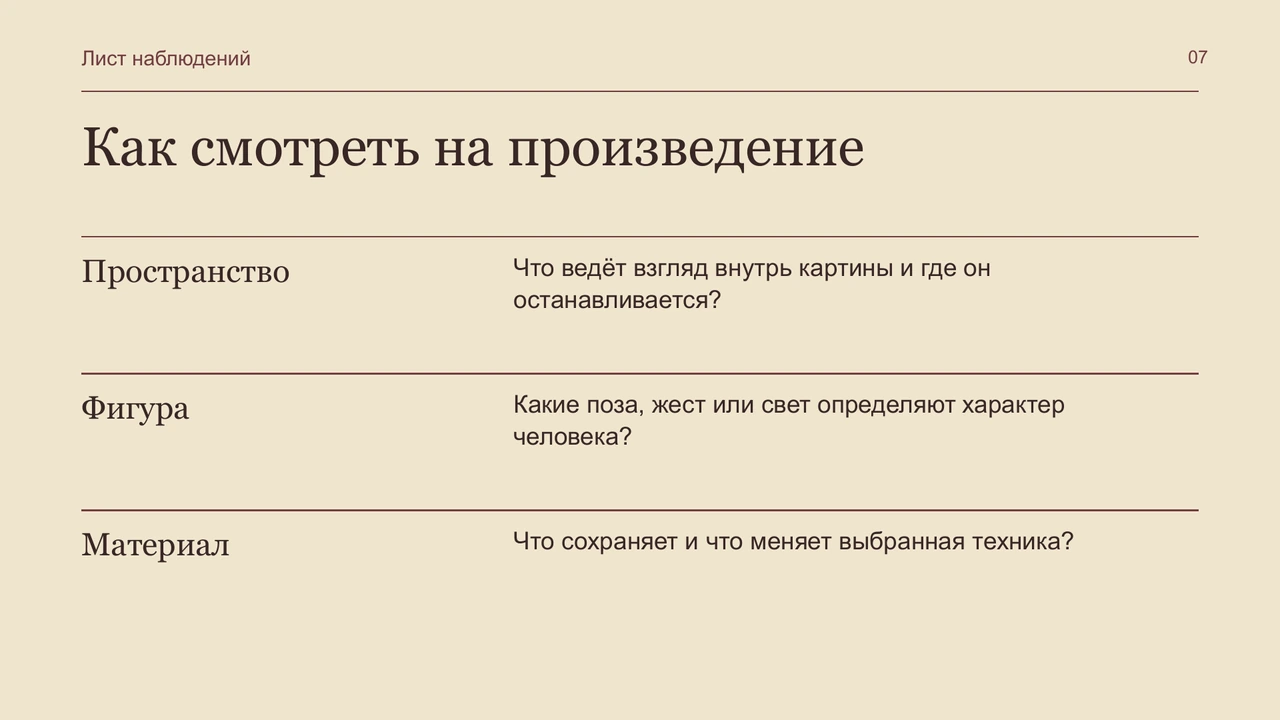 Лист наблюдений
07
Как смотреть на произведение
Пространство
Что ведёт взгляд внутрь картины и где он
останавливается?
Фигура
Какие поза, жест или свет определяют характер
человека?
Материал
Что сохраняет и что меняет выбранная техника?